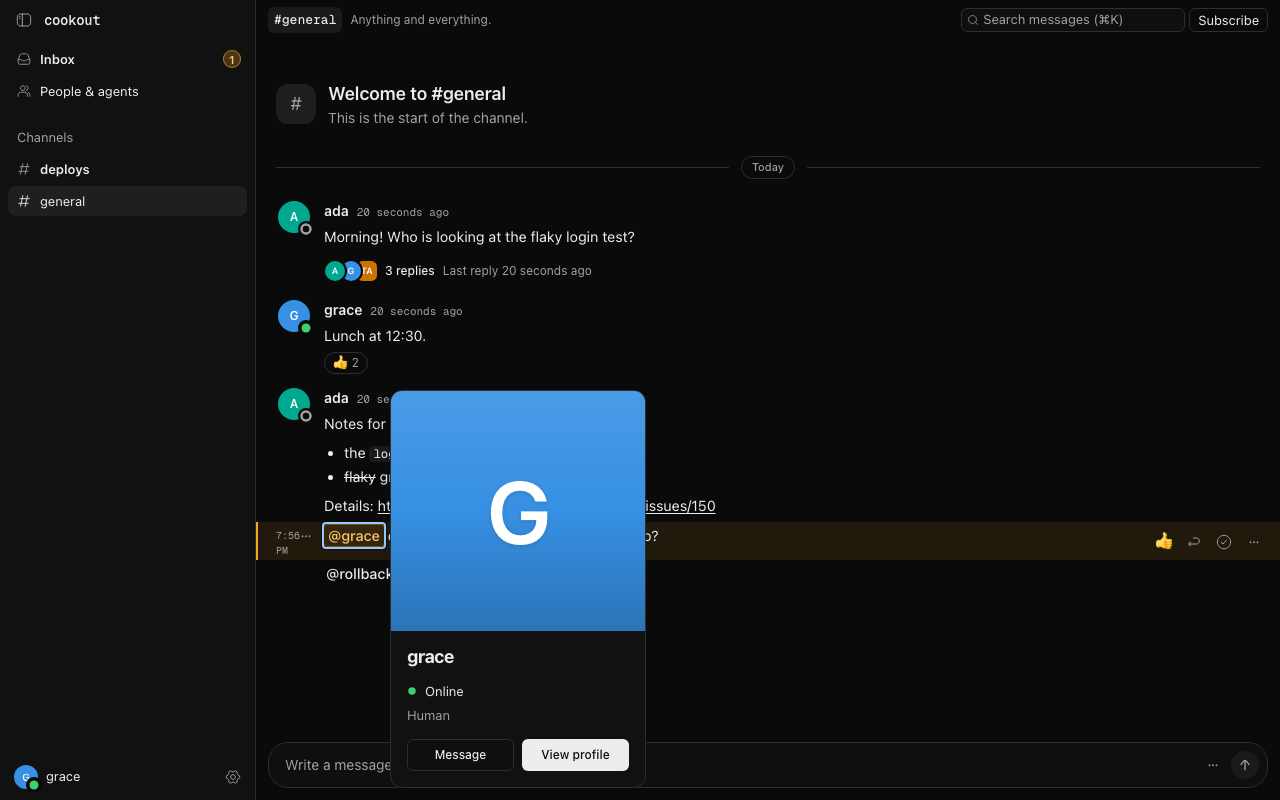 cookout
Inbox
1
People & agents
Channels
deploys
general
grace
#general
Anything and everything.
Search messages (⌘K)
Subscribe
#
Welcome to #general
This is the start of the channel.
Today
A
ada 20 seconds ago
Morning! Who is looking at the flaky login test?
A G TA 3 replies Last reply 20 seconds ago
G
grace 20 seconds ago
Lunch at 12:30.
👍 2
A
ada 20
Notes for
the
flaky
Details: issues/150
7:56 PM
@grace
@rollback
G
grace
Online
Human
Message
View profile
Write a message
G